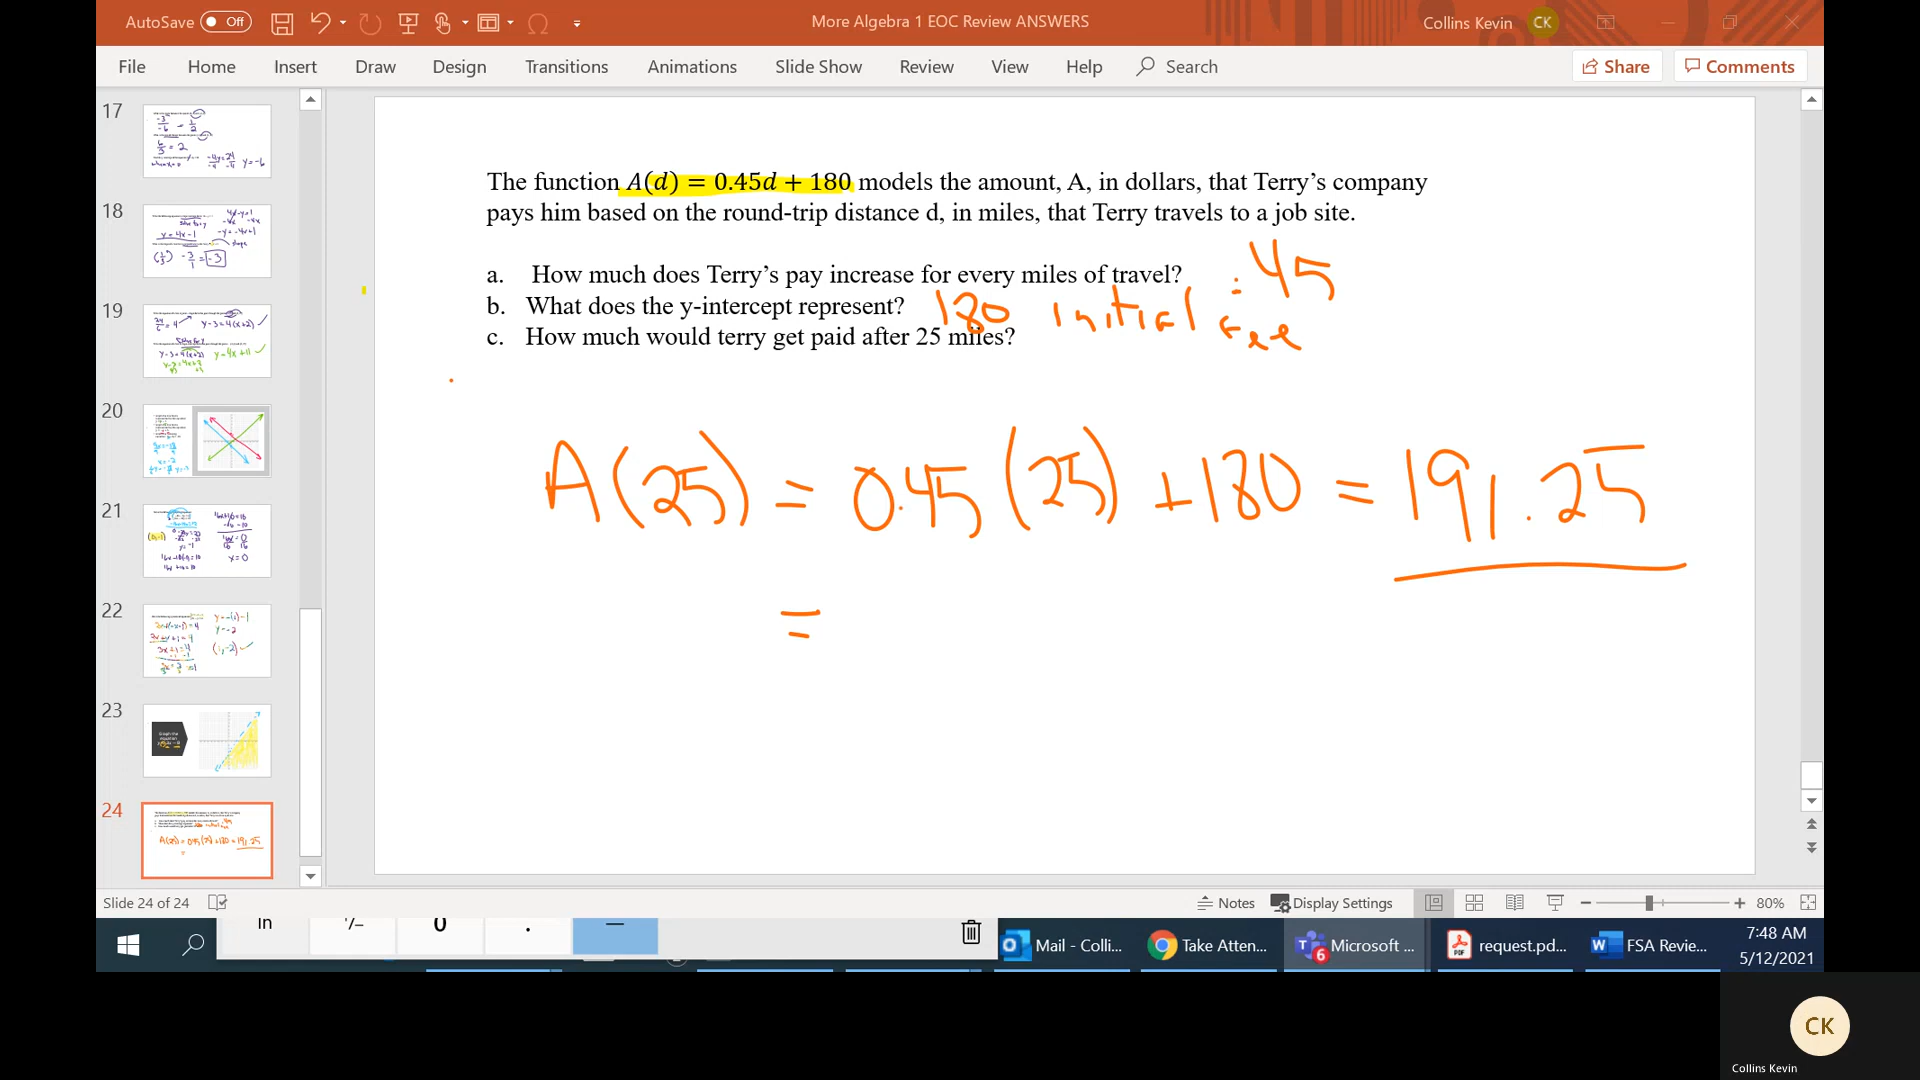 AutoSave Off More Algebra 1 EOC Review ANSWERS Collins Kevin CK
File Home Insert Draw Design Transitions Animations Slide Show Review View Help Search Share Comments
17
18
19
20
21
22
23
24
The function A(d) = 0.45d + 180 models the amount, A, in dollars, that Terry's company
pays him based on the round-trip distance d, in miles, that Terry travels to a job site.
a. How much does Terry's pay increase for every miles of travel? .45
b. What does the y-intercept represent? 180 initial fee
c. How much would terry get paid after 25 miles?
A(25) = 0.45(25) + 180 = 191.25
=
Slide 24 of 24 Notes Display Settings 80%
ln +/- 0 .
Mail - Colli... Take Atten... 6 Microsoft ... request.pd... FSA Revie... 7:48 AM
5/12/2021
CK
Collins Kevin